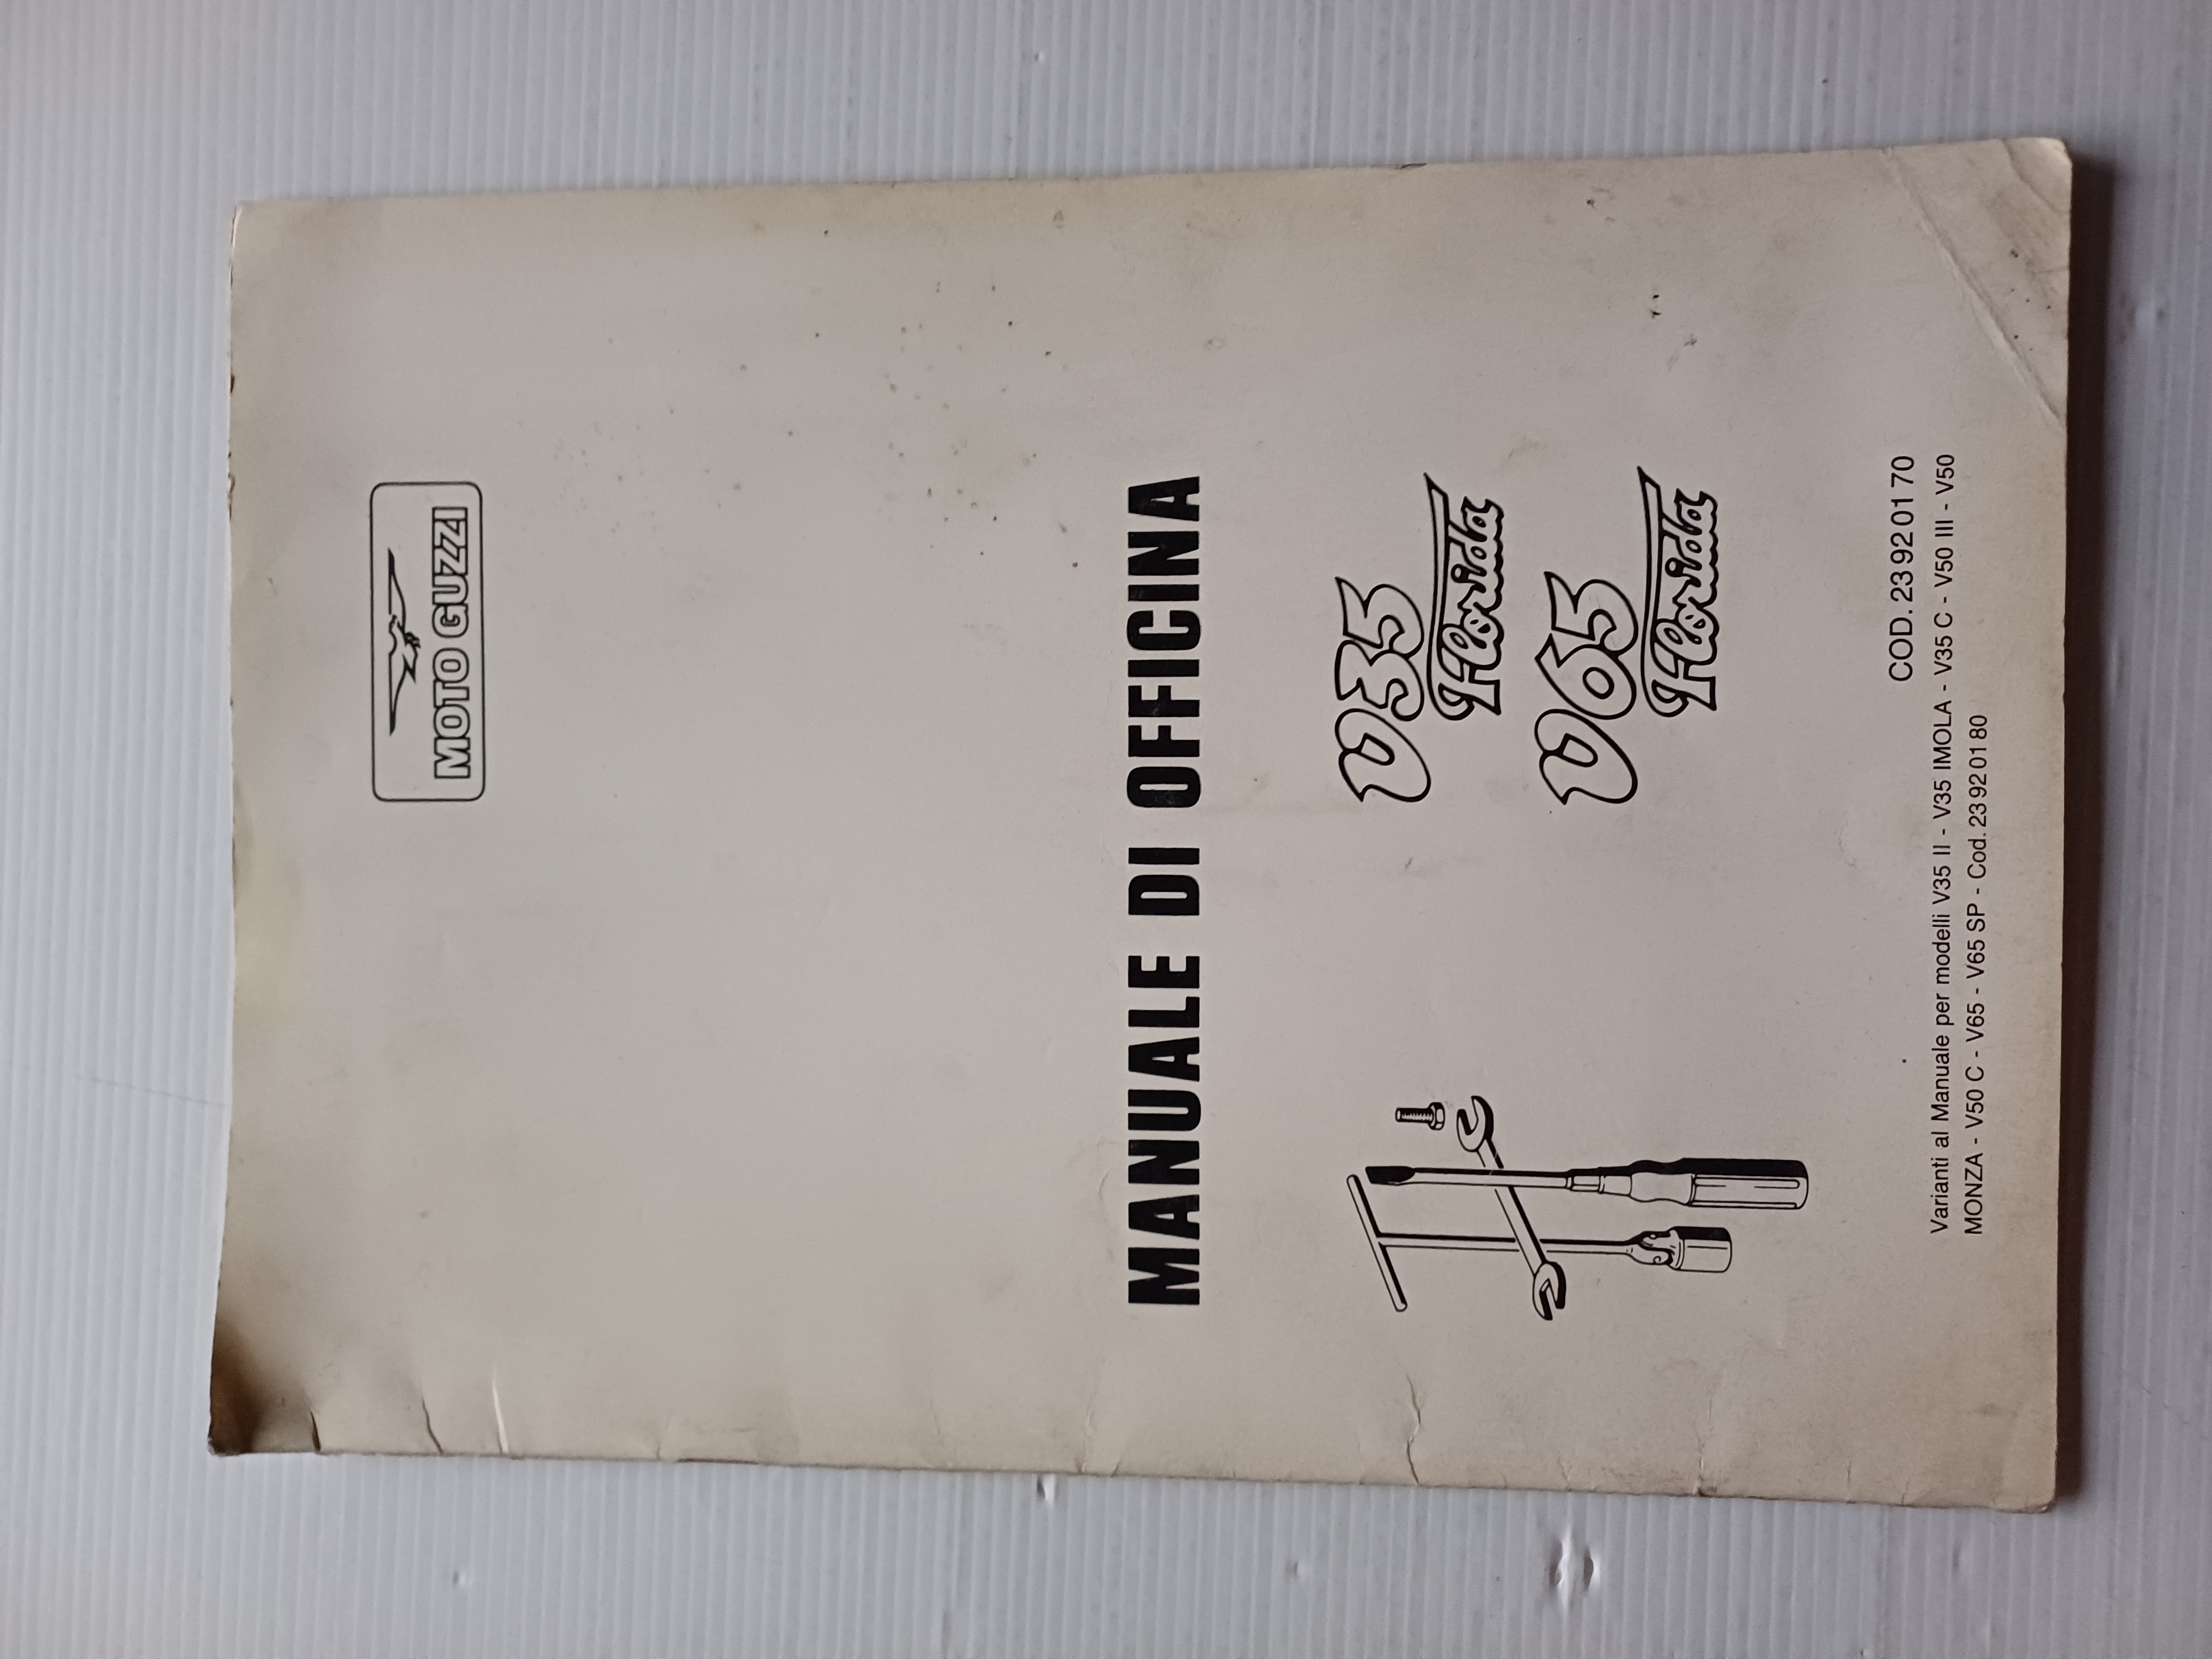 MOTO GUZZI
MANUALE DI OFFICINA
V35
Florida
V65
Florida
COD. 23 92 01 70
Varianti al Manuale per modelli V35 II - V35 IMOLA - V35 C - V50 III - V50
MONZA - V50 C - V65 - V65 SP - Cod. 23 92 01 80